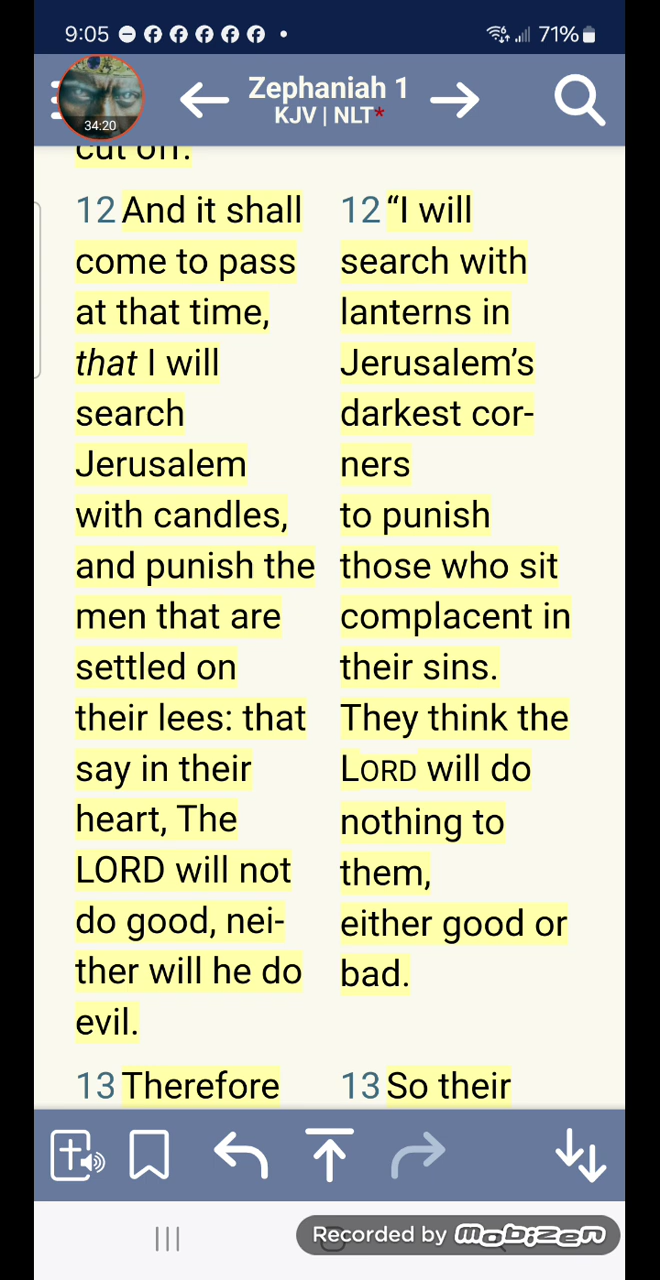 9:05
71%
Zephaniah 1
KJV | NLT*
34:20
cut off.
12 And it shall
come to pass
at that time,
that I will
search
Jerusalem
with candles,
and punish the
men that are
settled on
their lees: that
say in their
heart, The
LORD will not
do good, nei-
ther will he do
evil.
13 Therefore
12 “I will
search with
lanterns in
Jerusalem’s
darkest cor-
ners
to punish
those who sit
complacent in
their sins.
They think the
LORD will do
nothing to
them,
either good or
bad.
13 So their
Recorded by mobizen